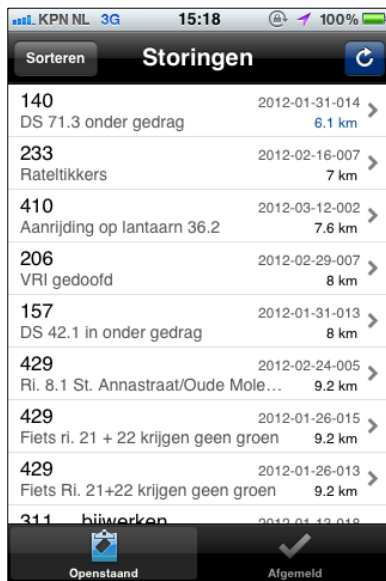 KPN NL 3G 15:18 100%
Sorteren Storingen
140 2012-01-31-014
DS 71.3 onder gedrag 6.1 km
233 2012-02-16-007
Rateltikkers 7 km
410 2012-03-12-002
Aanrijding op lantaarn 36.2 7.6 km
206 2012-02-29-007
VRI gedoofd 8 km
157 2012-01-31-013
DS 42.1 in onder gedrag 8 km
429 2012-02-24-005
Ri. 8.1 St. Annastraat/Oude Mole… 9.2 km
429 2012-01-26-015
Fiets ri. 21 + 22 krijgen geen groen 9.2 km
429 2012-01-26-013
Fiets Ri. 21+22 krijgen geen groen 9.2 km
311 bijwerken 2012-01-13-018
Openstaand Afgemeld